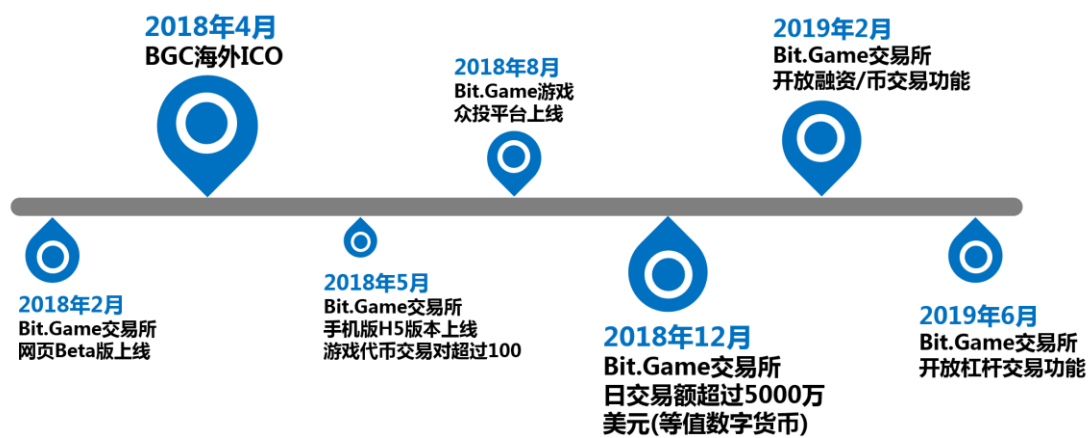 2018年4月
BGC海外ICO
2018年8月
Bit.Game游戏
众投平台上线
2019年2月
Bit.Game交易所
开放融资/币交易功能
2018年2月
Bit.Game交易所
网页Beta版上线
2018年5月
Bit.Game交易所
手机版H5版本上线
游戏代币交易对超过100
2018年12月
Bit.Game交易所
日交易额超过5000万
美元(等值数字货币)
2019年6月
Bit.Game交易所
开放杠杆交易功能